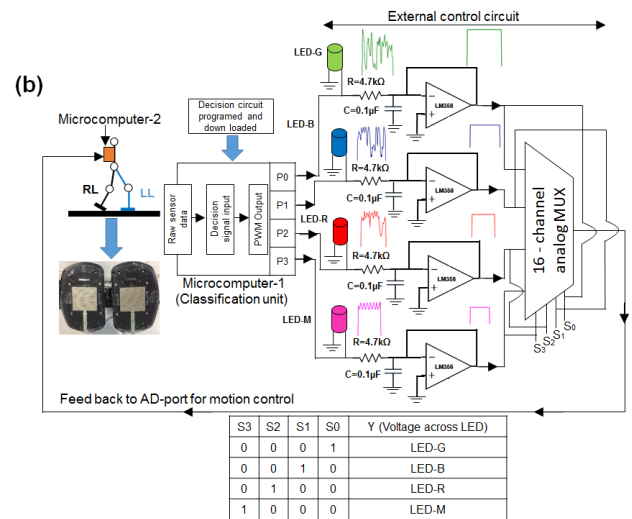 External control circuit
(b)
LED-G
R=4.7kΩ
C=0.1µF
LM358
Microcomputer-2
Decision circuit
programed and
down loaded
LED-B
R=4.7kΩ
C=0.1µF
LM358
RL
LL
Raw sensor
data
Decision
signal input
PWM Output
P0
P1
P2
P3
LED-R
R=4.7kΩ
C=0.1µF
LM358
16 - channel
analog MUX
Microcomputer-1
(Classification unit)
LED-M
R=4.7kΩ
C=0.1µF
LM358
S3
S2
S1
S0
Feed back to AD-port for motion control
S3 S2 S1 S0 Y (Voltage across LED)
0 0 0 1 LED-G
0 0 1 0 LED-B
0 1 0 0 LED-R
1 0 0 0 LED-M